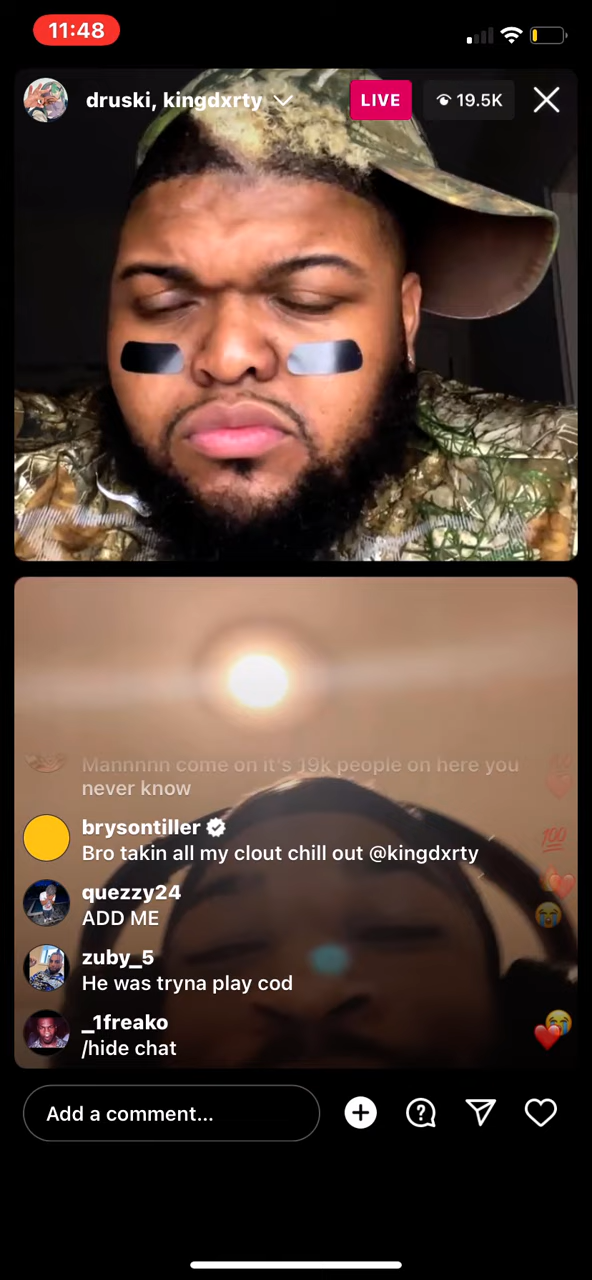 11:48
druski, kingdxrty
LIVE
19.5K
Mannnnn come on it's 19k people on here you
never know
brysontiller
Bro takin all my clout chill out @kingdxrty
quezzy24
ADD ME
zuby_5
He was tryna play cod
_1freako
/hide chat
Add a comment...